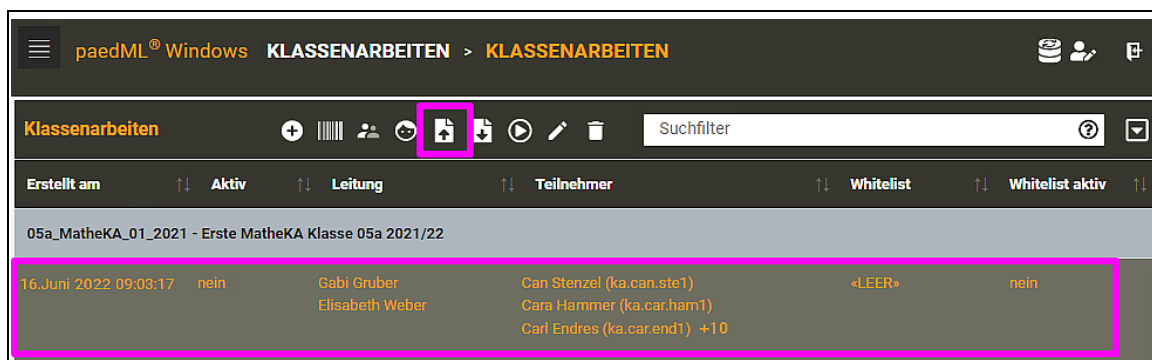 paedML® Windows KLASSENARBEITEN > KLASSENARBEITEN
Klassenarbeiten Suchfilter
Erstellt am Aktiv Leitung Teilnehmer Whitelist Whitelist aktiv
05a_MatheKA_01_2021 - Erste MatheKA Klasse 05a 2021/22
16.Juni 2022 09:03:17 nein Gabi Gruber Can Stenzel (ka.can.ste1) «LEER» nein
Elisabeth Weber Cara Hammer (ka.car.ham1)
Carl Endres (ka.car.end1) +10